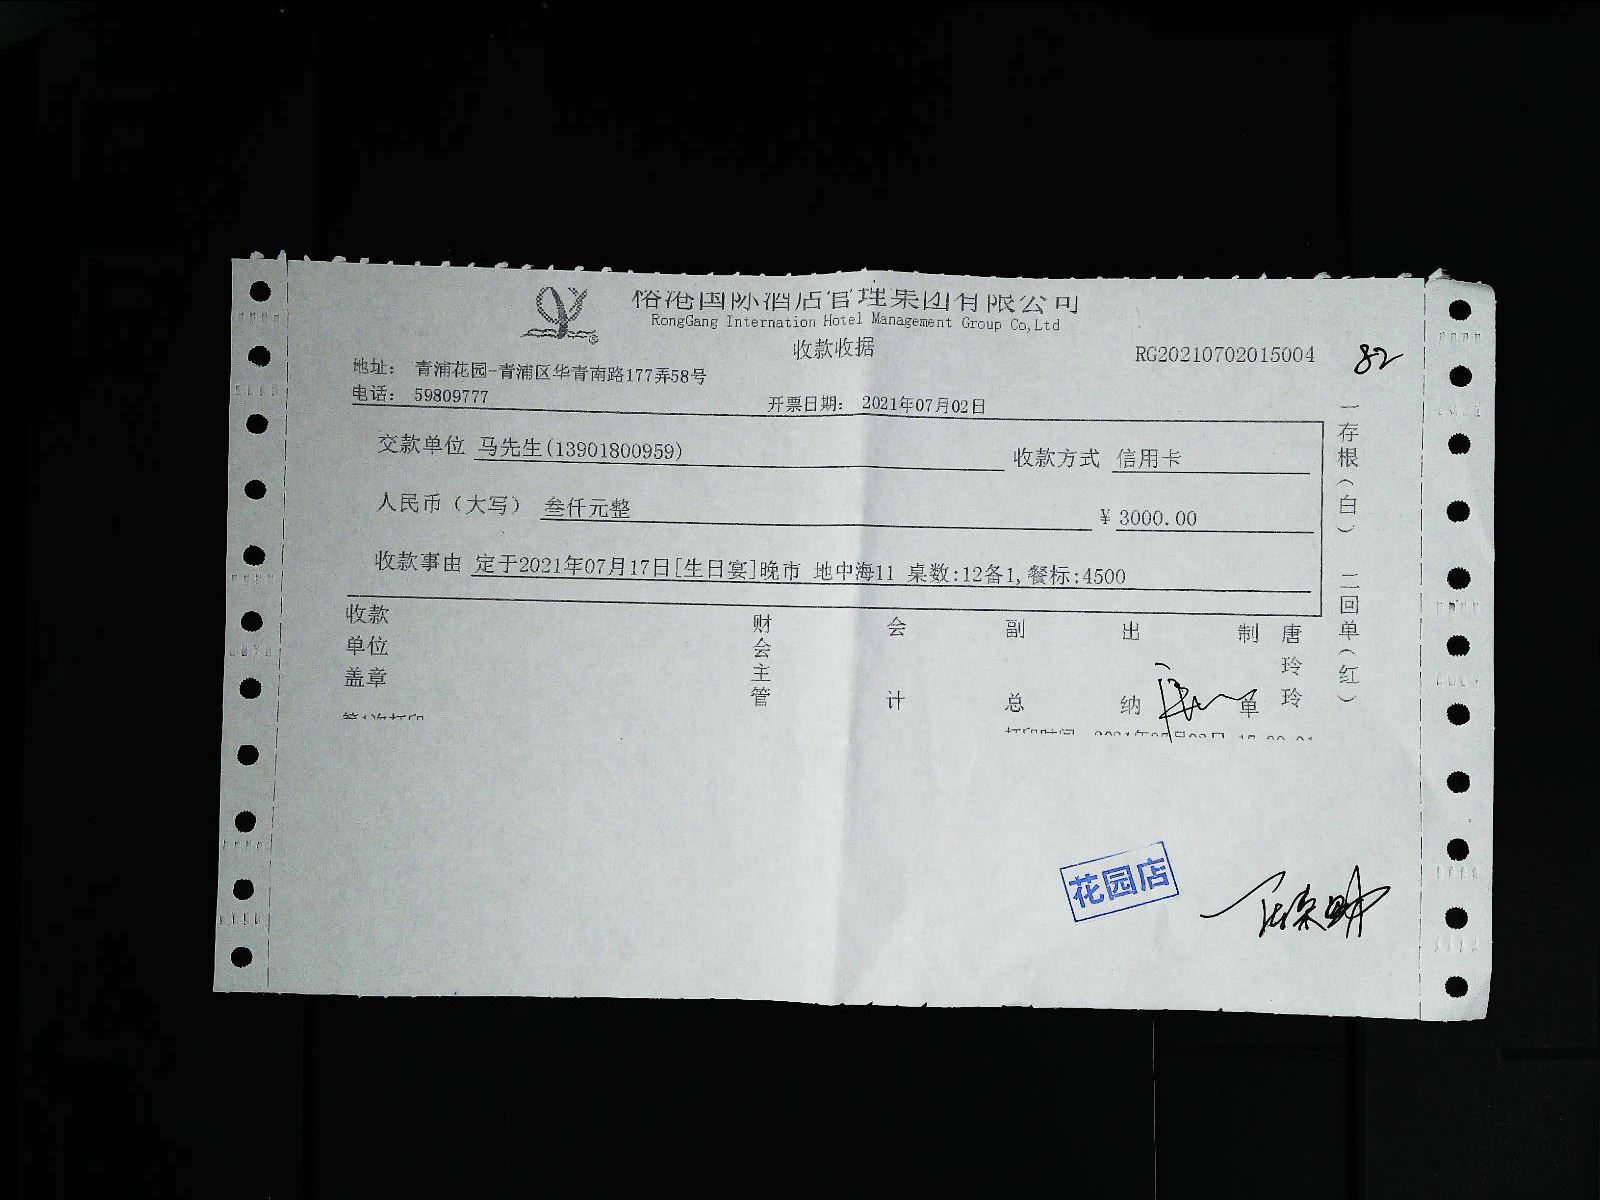 国际酒店管理集团有限公司
RongGang Internation Hotel Management Group Co,Ltd
收款收据
RG20210702015004
82
地址： 青浦花园-青浦区华青南路177弄58号
电话： 59809777
开票日期： 2021年07月02日
交款单位 马先生(13901800959)
收款方式 信用卡
人民币（大写） 叁仟元整
¥ 3000.00
收款事由 定于2021年07月17日[生日宴]晚市 地中海11 桌数:12备1,餐标:4500
一存根（白） 二回单（红）
收款单位盖章
财会主管
会计
副总
出纳
制单
唐玲玲
花园店